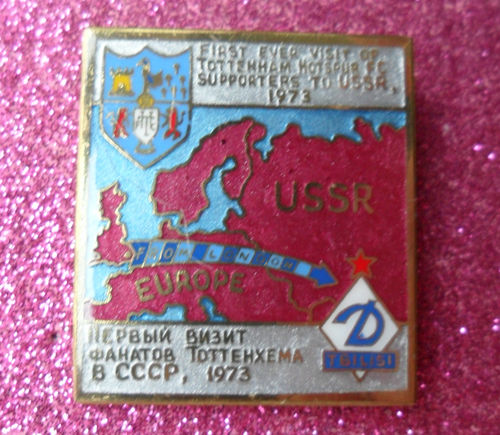 FIRST EVER VISIT OF
TOTTENHAM HOTSPUR FC
SUPPORTERS TO USSR,
1973
USSR
FROM LONDON
EUROPE
Д
TBILISI
ПЕРВЫЙ ВИЗИТ
ФАНАТОВ ТОТТЕНХЕМА
В СССР, 1973